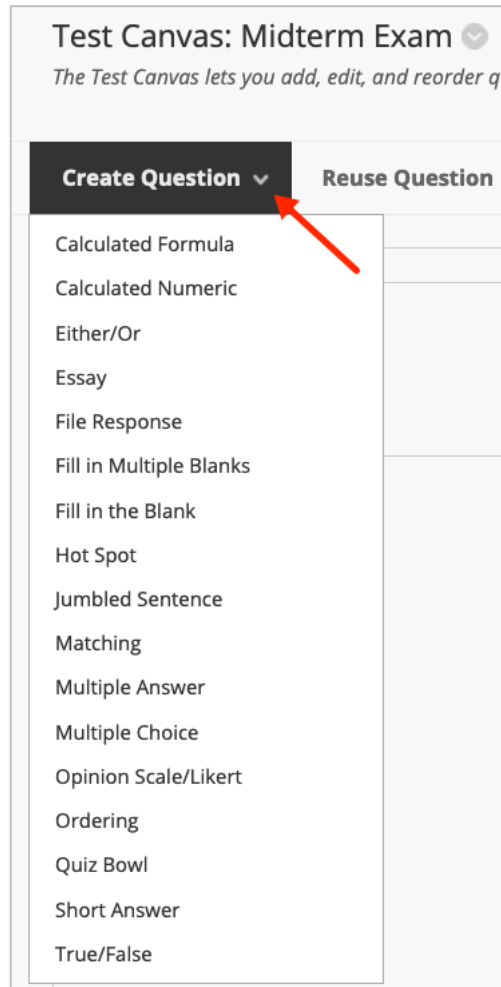 Test Canvas: Midterm Exam
The Test Canvas lets you add, edit, and reorder q
Create Question Reuse Question
Calculated Formula
Calculated Numeric
Either/Or
Essay
File Response
Fill in Multiple Blanks
Fill in the Blank
Hot Spot
Jumbled Sentence
Matching
Multiple Answer
Multiple Choice
Opinion Scale/Likert
Ordering
Quiz Bowl
Short Answer
True/False